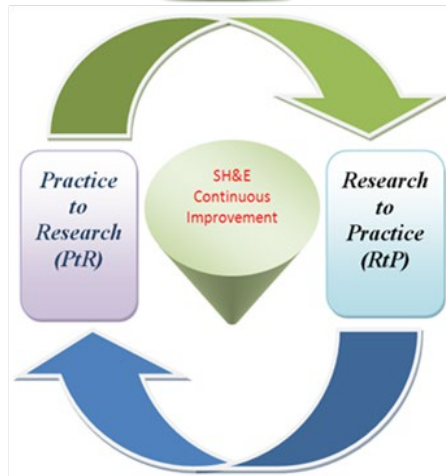 Practice
to
Research
(PtR)
SH&E
Continuous
Improvement
Research
to
Practice
(RtP)